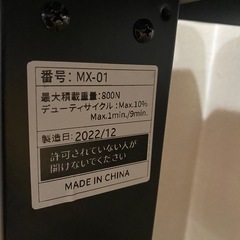 番号: MX-01
最大積載重量: 800N
デューティサイクル: Max.10%
Max.1min./9min.
製造日: 2022/12
許可されていない人が
開けないでください
MADE IN CHINA